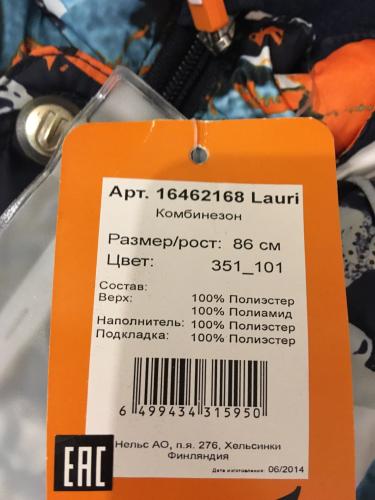 Арт. 16462168 Lauri
Комбинезон
Размер/рост: 86 см
Цвет: 351_101
Состав:
Верх: 100% Полиэстер
100% Полиамид
Наполнитель: 100% Полиэстер
Подкладка: 100% Полиэстер
6 499434 315950
Нельс АО, п.я. 276, Хельсинки
Финляндия
Дата изготовления: 06/2014
EAC